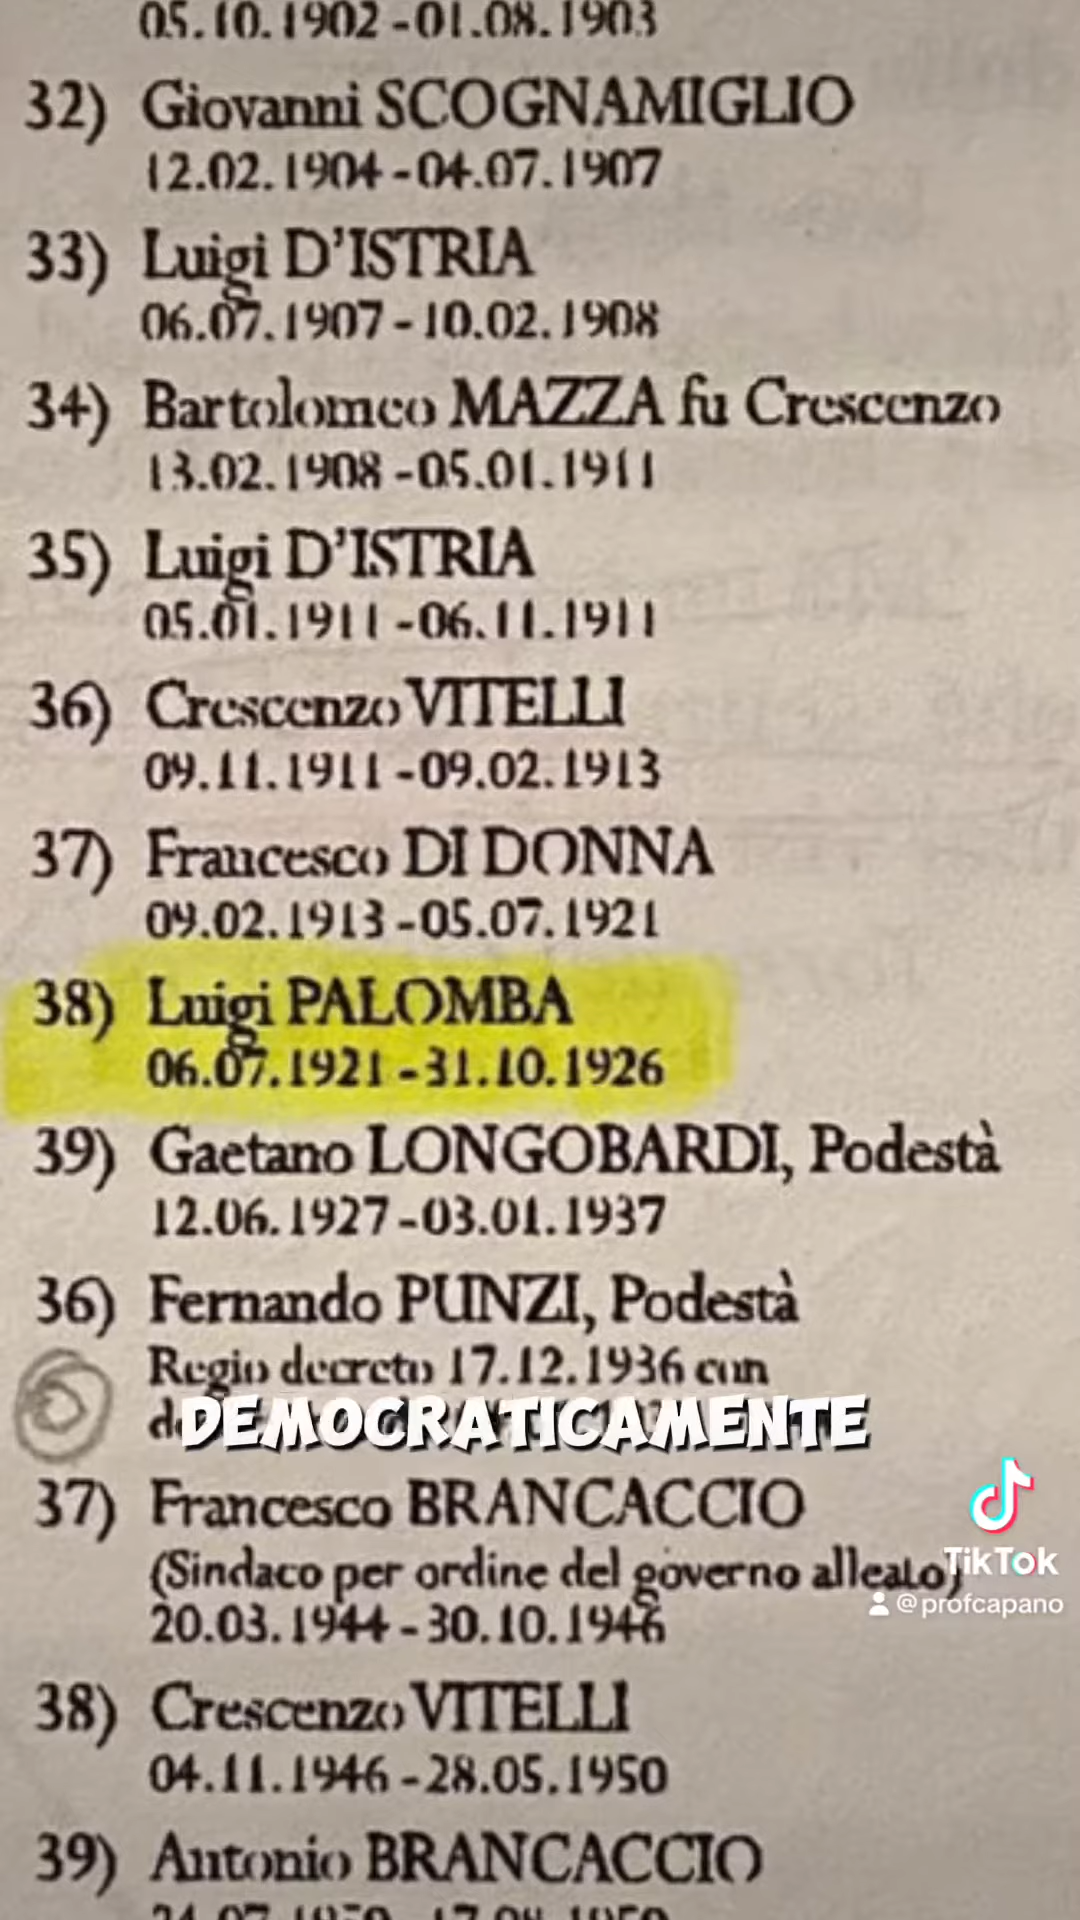 05.10.1902 - 01.08.1903
32) Giovanni SCOGNAMIGLIO
12.02.1904 - 04.07.1907
33) Luigi D'ISTRIA
06.07.1907 - 10.02.1908
34) Bartolomeo MAZZA fu Crescenzo
13.02.1908 - 05.01.1911
35) Luigi D'ISTRIA
05.01.1911 - 06.11.1911
36) Crescenzo VITELLI
09.11.1911 - 09.02.1913
37) Francesco DI DONNA
09.02.1913 - 05.07.1921
38) Luigi PALOMBA
06.07.1921 - 31.10.1926
39) Gaetano LONGOBARDI, Podestà
12.06.1927 - 03.01.1937
36) Fernando PUNZI, Podestà
Regio decreto 17.12.1936 con
DEMOCRATICAMENTE
37) Francesco BRANCACCIO
(Sindaco per ordine del governo alleato)
20.03.1944 - 30.10.1946
TikTok
@profcapano
38) Crescenzo VITELLI
04.11.1946 - 28.05.1950
39) Antonio BRANCACCIO